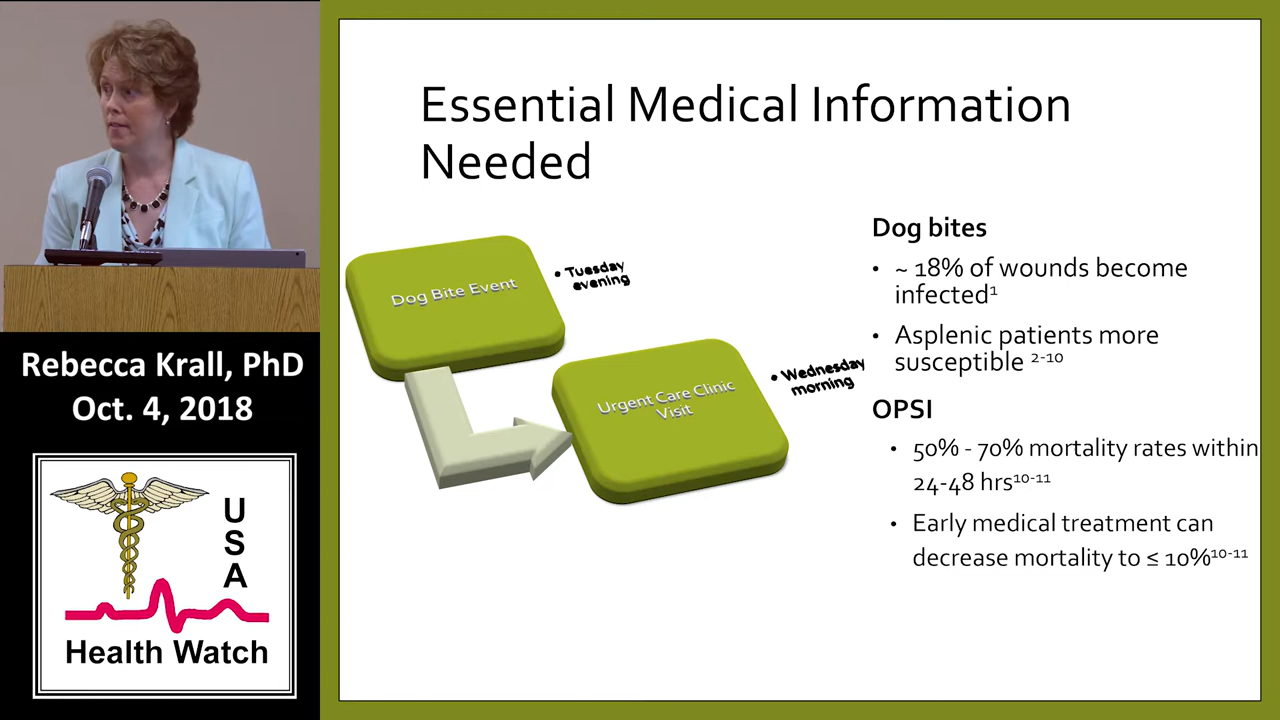 Essential Medical Information
Needed
Dog Bite Event
• Tuesday
evening
Urgent Care Clinic
Visit
• Wednesday
morning
Dog bites
• ~ 18% of wounds become
infected¹
• Asplenic patients more
susceptible ²⁻¹⁰
OPSI
• 50% - 70% mortality rates within
24-48 hrs¹⁰⁻¹¹
• Early medical treatment can
decrease mortality to ≤ 10%¹⁰⁻¹¹
Rebecca Krall, PhD
Oct. 4, 2018
U
S
A
Health Watch